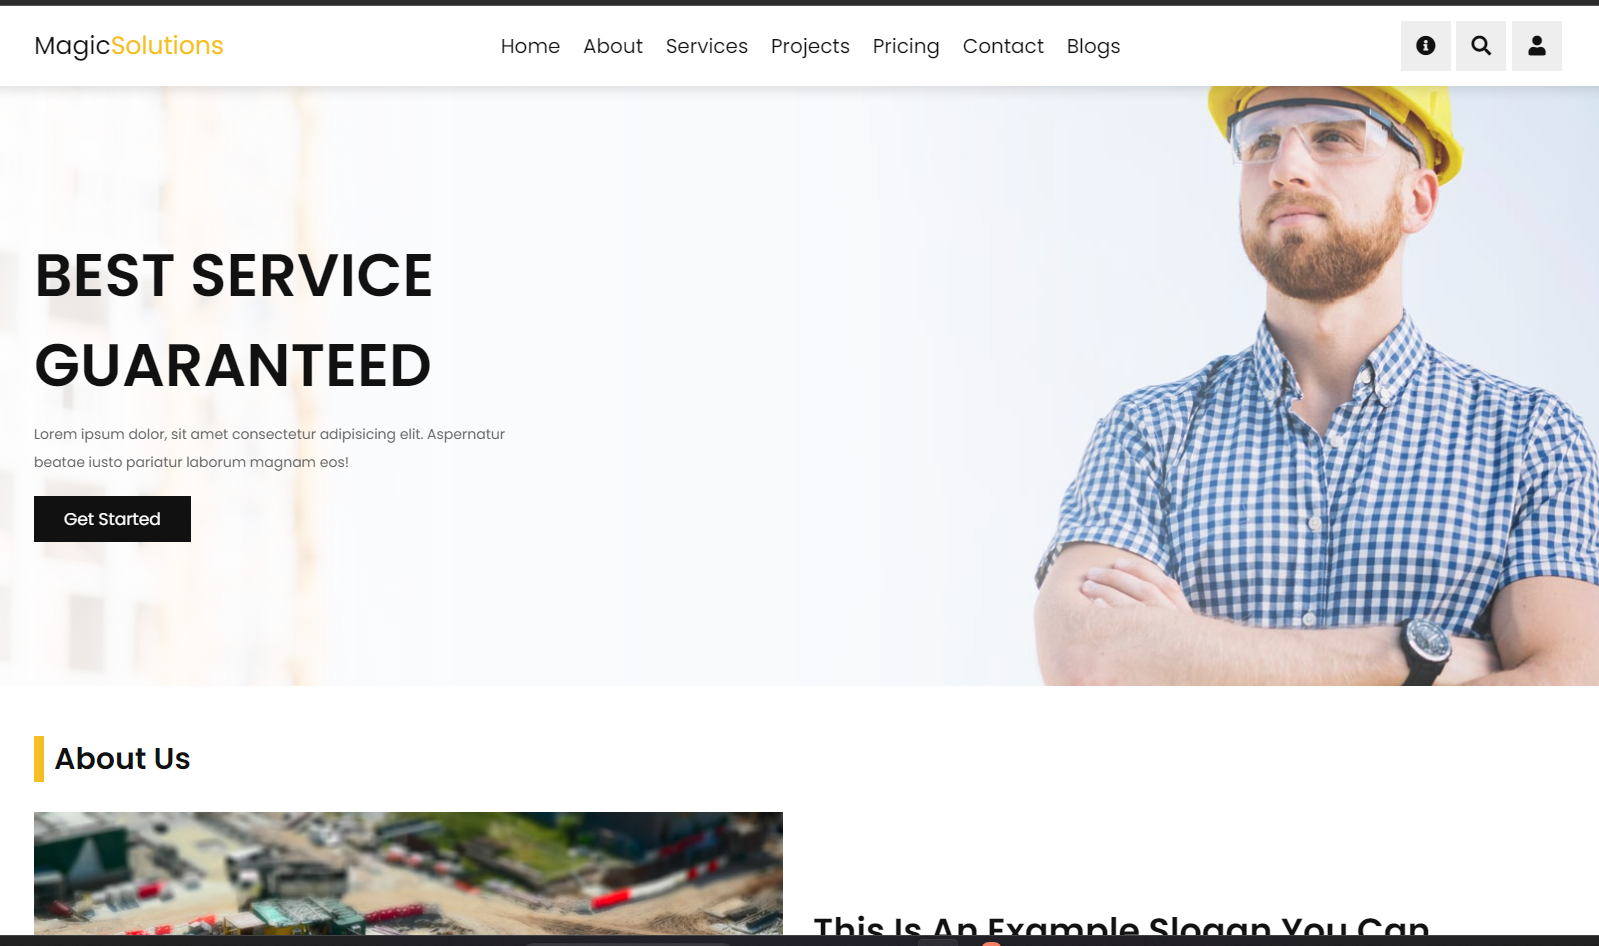 MagicSolutions
Home About Services Projects Pricing Contact Blogs
BEST SERVICE
GUARANTEED
Lorem ipsum dolor, sit amet consectetur adipisicing elit. Aspernatur
beatae iusto pariatur laborum magnam eos!
Get Started
About Us
This Is An Example Slogan You Can